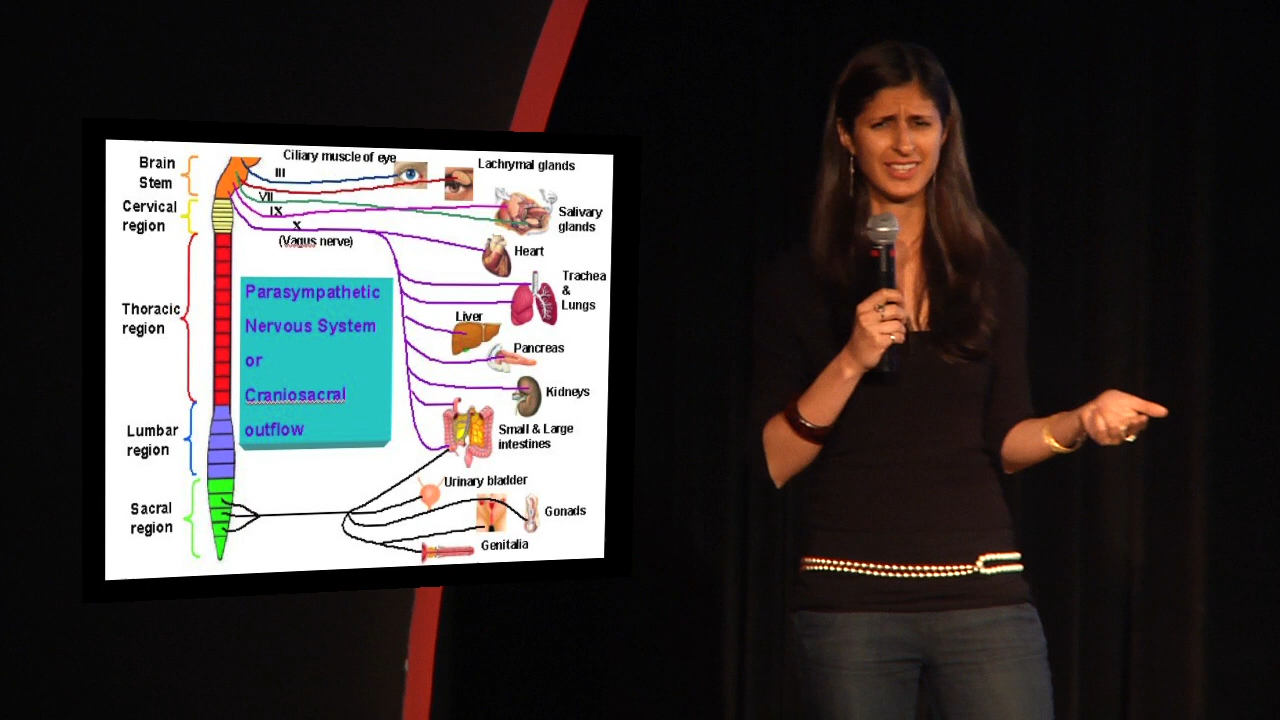 Brain
Stem
Cervical
region
Thoracic
region
Lumbar
region
Sacral
region
Ciliary muscle of eye
III
VII
IX
X
(Vagus nerve)
Lachrymal glands
Salivary
glands
Heart
Trachea
&
Lungs
Liver
Pancreas
Kidneys
Small & Large
intestines
Urinary bladder
Gonads
Genitalia
Parasympathetic
Nervous System
or
Craniosacral
outflow